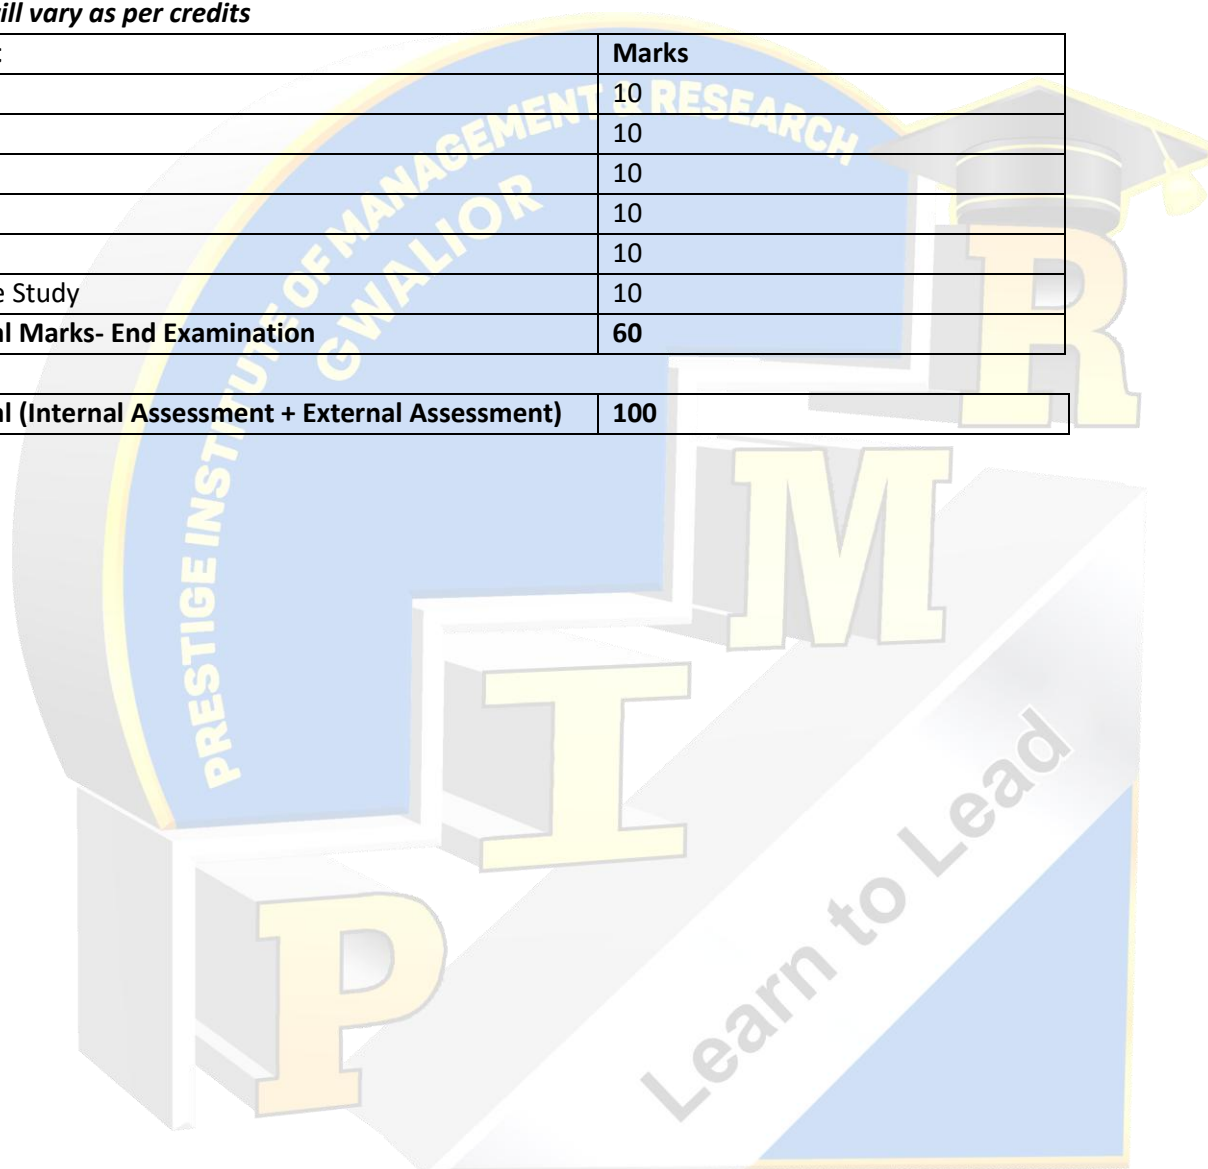 ill vary as per credits
: Marks
10
10
10
10
10
e Study 10
al Marks- End Examination 60
al (Internal Assessment + External Assessment) 100
PRESTIGE INSTITUTE OF MANAGEMENT & RESEARCH
GWALIOR
R
M
I
P
Learn to Lead